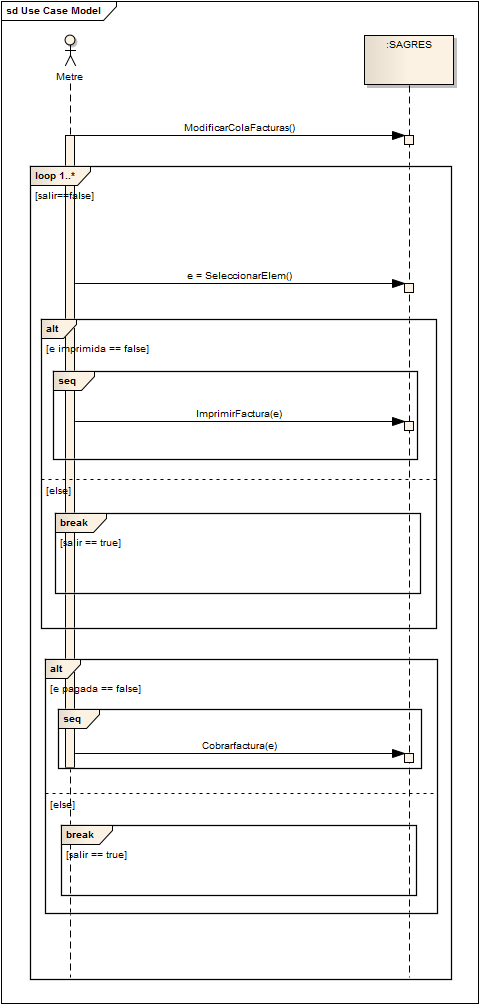 sd Use Case Model
:SAGRES
Metre
ModificarColaFacturas()
loop 1..*
[salir==false]
e = SeleccionarElem()
alt
[e imprimida == false]
seq
ImprimirFactura(e)
[else]
break
[salir == true]
alt
[e pagada == false]
seq
Cobrarfactura(e)
[else]
break
[salir == true]